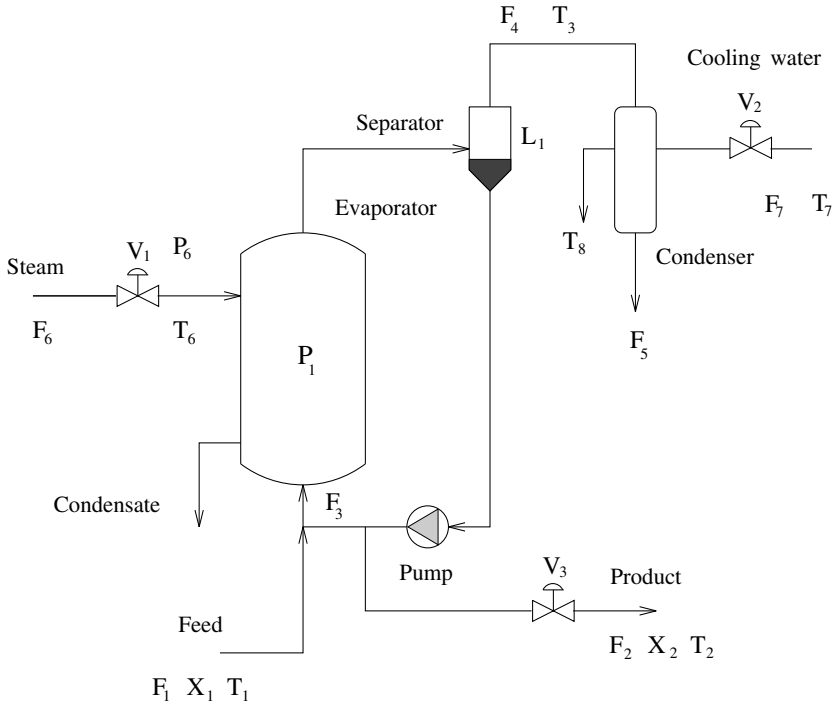 F4 T3
Cooling water
V2
Separator
L1
F7 T7
Evaporator
T8
Condenser
Steam
V1
P6
F6
T6
P1
F5
Condensate
F3
Pump
V3
Product
Feed
F2 X2 T2
F1 X1 T1